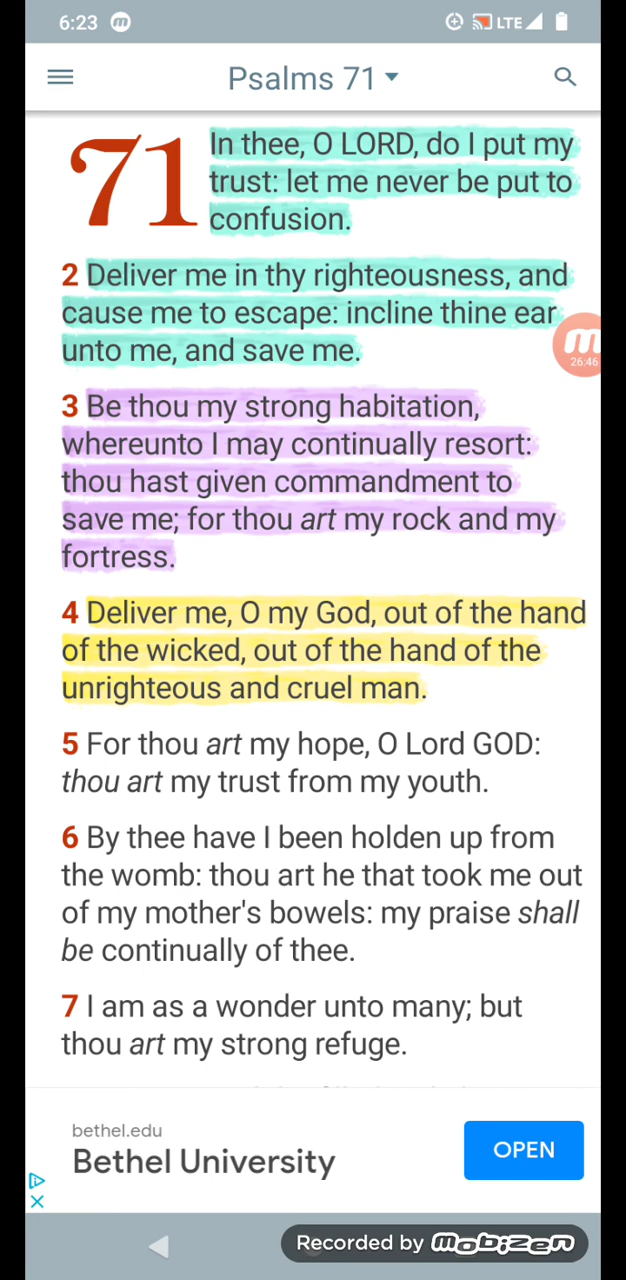 6:23
LTE
Psalms 71
71
In thee, O LORD, do I put my
trust: let me never be put to
confusion.
2 Deliver me in thy righteousness, and
cause me to escape: incline thine ear
unto me, and save me.
26:46
3 Be thou my strong habitation,
whereunto I may continually resort:
thou hast given commandment to
save me; for thou art my rock and my
fortress.
4 Deliver me, O my God, out of the hand
of the wicked, out of the hand of the
unrighteous and cruel man.
5 For thou art my hope, O Lord GOD:
thou art my trust from my youth.
6 By thee have I been holden up from
the womb: thou art he that took me out
of my mother's bowels: my praise shall
be continually of thee.
7 I am as a wonder unto many; but
thou art my strong refuge.
bethel.edu
Bethel University
OPEN
Recorded by mobizen